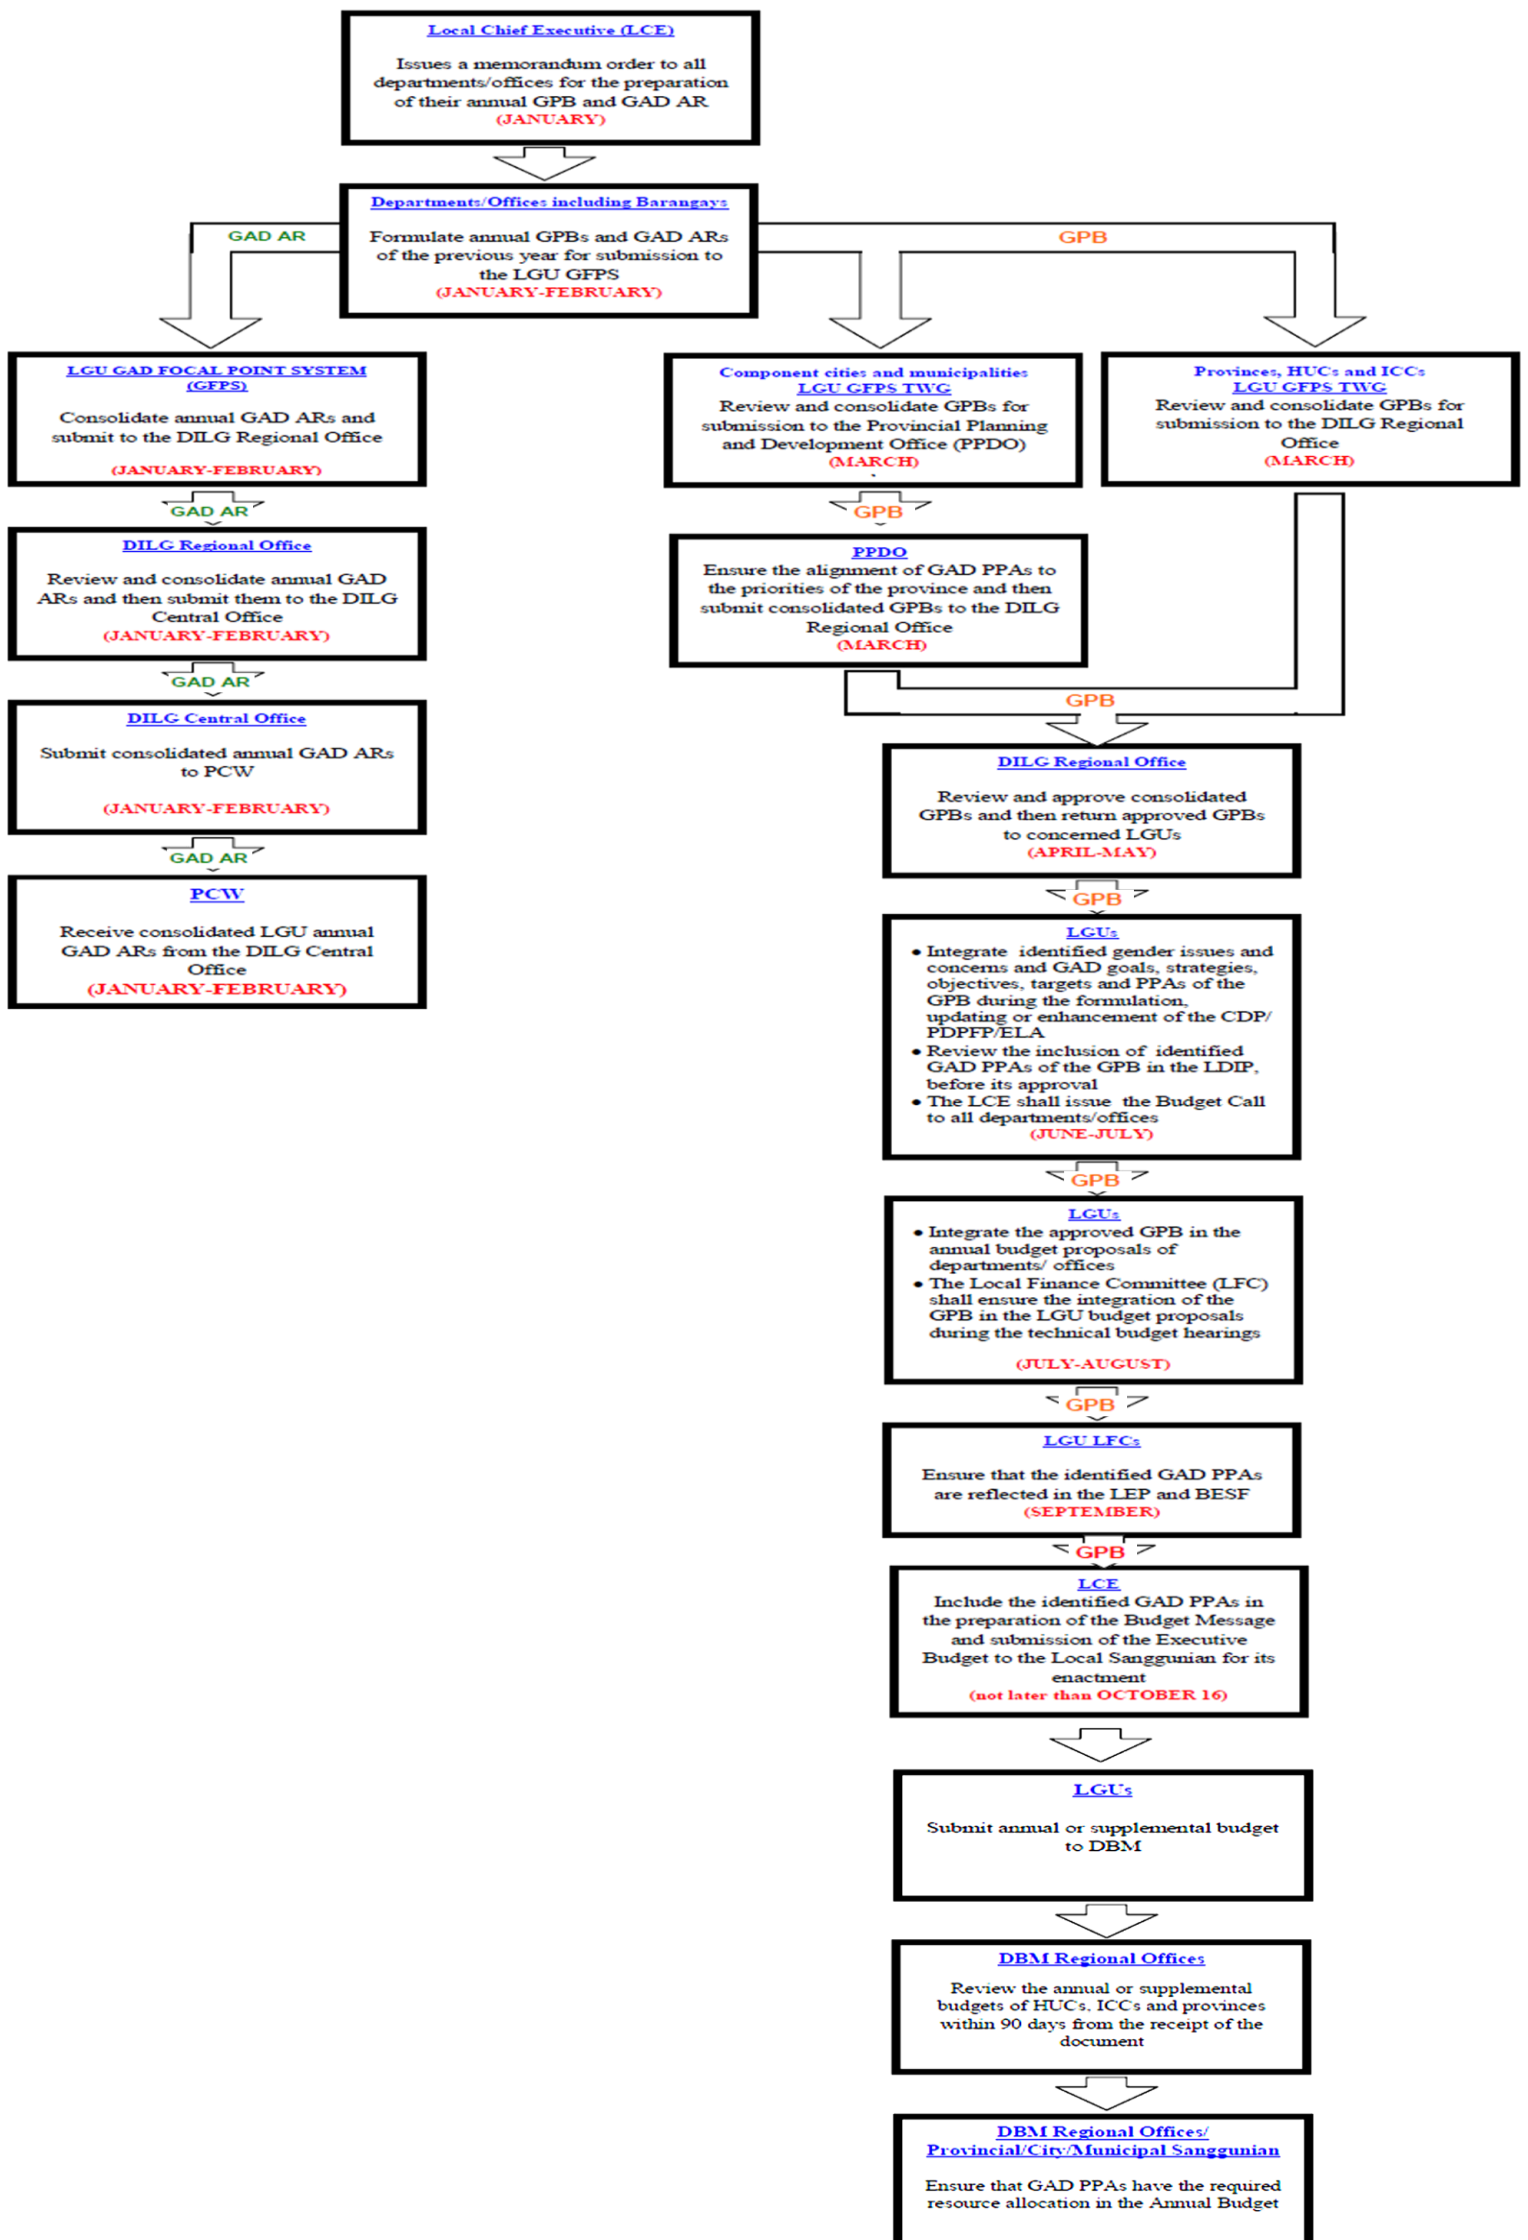 Local Chief Executive (LCE)
Issues a memorandum order to all
departments/offices for the preparation
of their annual GPB and GAD AR
(JANUARY)
Departments/Offices including Barangays
Formulate annual GPBs and GAD ARs
of the previous year for submission to
the LGU GFPS
(JANUARY-FEBRUARY)
GAD AR
GPB
LGU GAD FOCAL POINT SYSTEM
(GFPS)
Consolidate annual GAD ARs and
submit to the DILG Regional Office
(JANUARY-FEBRUARY)
GAD AR
DILG Regional Office
Review and consolidate annual GAD
ARs and then submit them to the DILG
Central Office
(JANUARY-FEBRUARY)
GAD AR
DILG Central Office
Submit consolidated annual GAD ARs
to PCW
(JANUARY-FEBRUARY)
GAD AR
PCW
Receive consolidated LGU annual
GAD ARs from the DILG Central
Office
(JANUARY-FEBRUARY)
Component cities and municipalities
LGU GFPS TWG
Review and consolidate GPBs for
submission to the Provincial Planning
and Development Office (PPDO)
(MARCH)
GPB
PPDO
Ensure the alignment of GAD PPAs to
the priorities of the province and then
submit consolidated GPBs to the DILG
Regional Office
(MARCH)
Provinces, HUCs and ICCs
LGU GFPS TWG
Review and consolidate GPBs for
submission to the DILG Regional
Office
(MARCH)
GPB
DILG Regional Office
Review and approve consolidated
GPBs and then return approved GPBs
to concerned LGUs
(APRIL-MAY)
GPB
LGUs
• Integrate identified gender issues and
concerns and GAD goals, strategies,
objectives, targets and PPAs of the
GPB during the formulation,
updating or enhancement of the CDP/
PDPFP/ELA
• Review the inclusion of identified
GAD PPAs of the GPB in the LDIP,
before its approval
• The LCE shall issue the Budget Call
to all departments/offices
(JUNE-JULY)
GPB
LGUs
• Integrate the approved GPB in the
annual budget proposals of
departments/ offices
• The Local Finance Committee (LFC)
shall ensure the integration of the
GPB in the LGU budget proposals
during the technical budget hearings
(JULY-AUGUST)
GPB
LGU LFCs
Ensure that the identified GAD PPAs
are reflected in the LEP and BESF
(SEPTEMBER)
GPB
LCE
Include the identified GAD PPAs in
the preparation of the Budget Message
and submission of the Executive
Budget to the Local Sanggunian for its
enactment
(not later than OCTOBER 16)
LGUs
Submit annual or supplemental budget
to DBM
DBM Regional Offices
Review the annual or supplemental
budgets of HUCs, ICCs and provinces
within 90 days from the receipt of the
document
DBM Regional Offices/
Provincial/City/Municipal Sanggunian
Ensure that GAD PPAs have the required
resource allocation in the Annual Budget